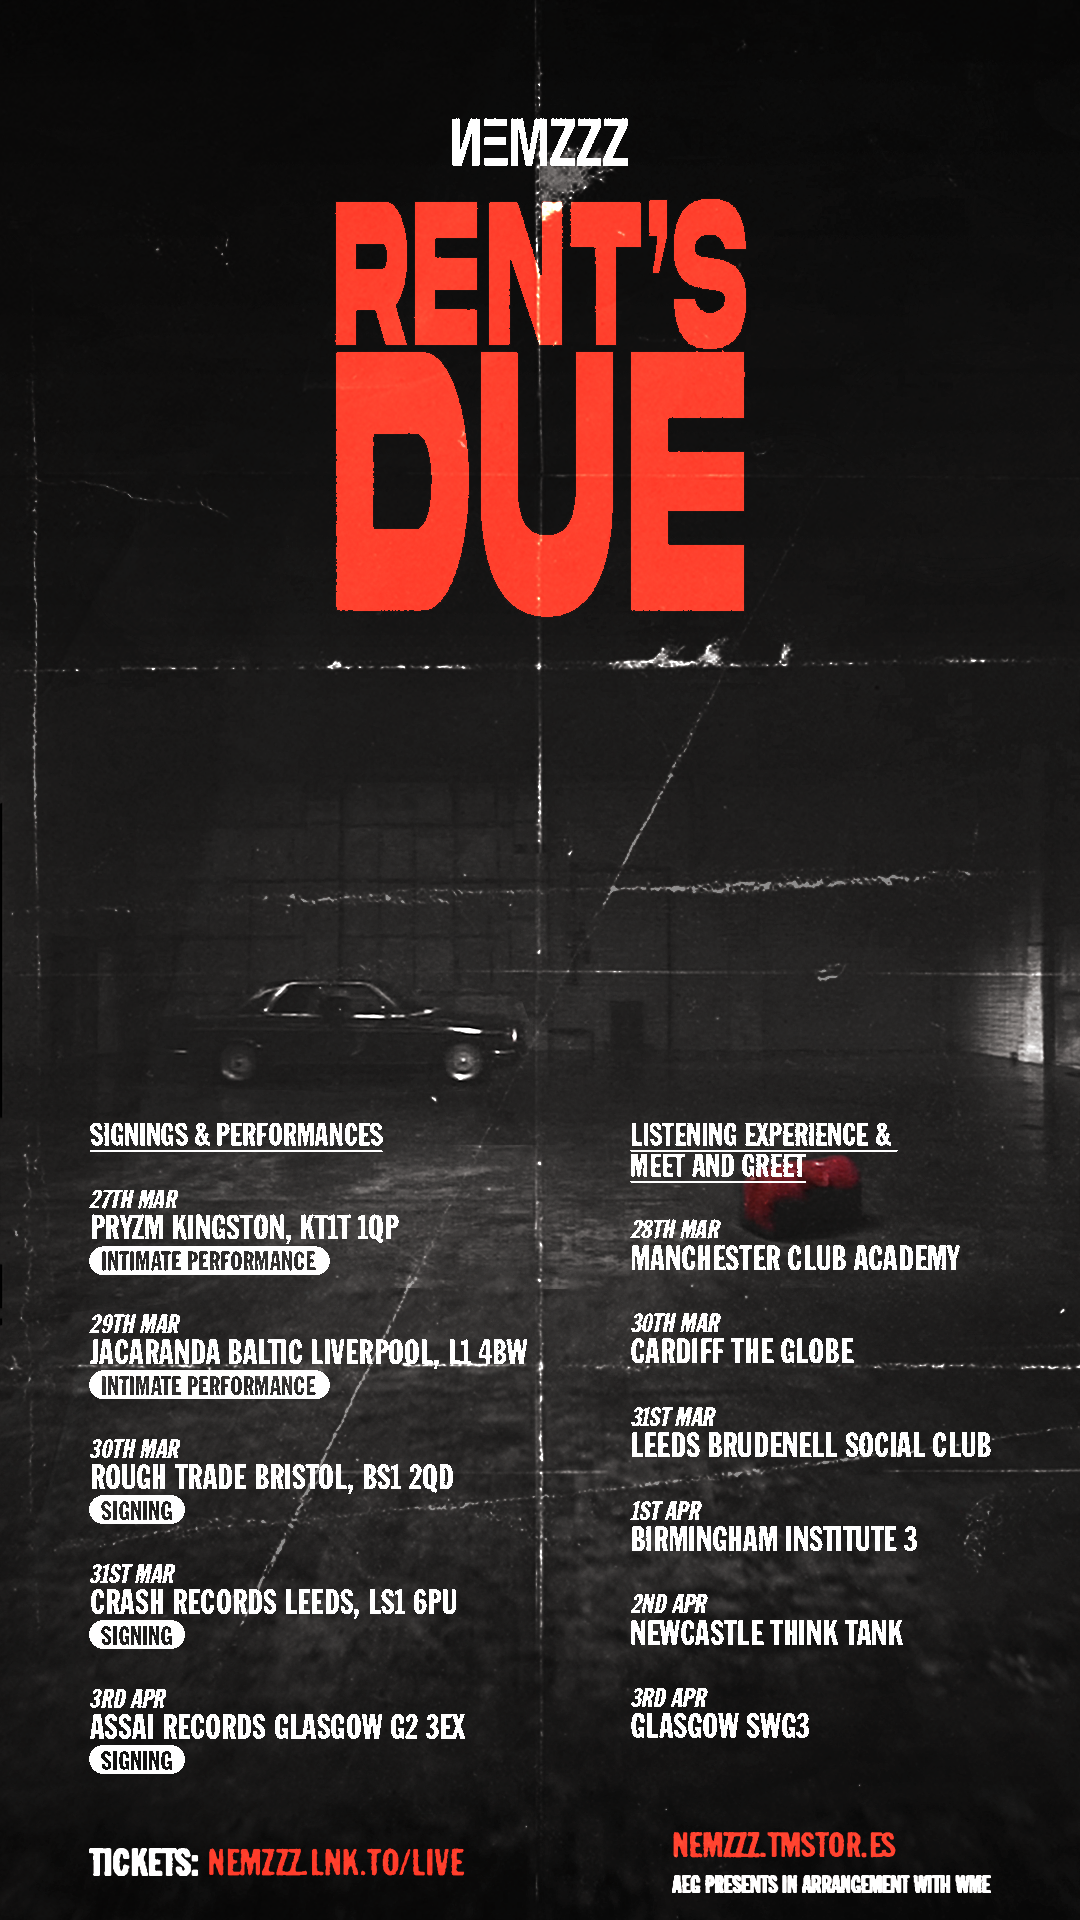 NEMZZZ
RENT'S
DUE
SIGNINGS & PERFORMANCES
27TH MAR
PRYZM KINGSTON, KT1T 1QP
INTIMATE PERFORMANCE
29TH MAR
JACARANDA BALTIC LIVERPOOL, L1 4BW
INTIMATE PERFORMANCE
30TH MAR
ROUGH TRADE BRISTOL, BS1 2QD
SIGNING
31ST MAR
CRASH RECORDS LEEDS, LS1 6PU
SIGNING
3RD APR
ASSAI RECORDS GLASGOW G2 3EX
SIGNING
LISTENING EXPERIENCE &
MEET AND GREET
28TH MAR
MANCHESTER CLUB ACADEMY
30TH MAR
CARDIFF THE GLOBE
31ST MAR
LEEDS BRUDENELL SOCIAL CLUB
1ST APR
BIRMINGHAM INSTITUTE 3
2ND APR
NEWCASTLE THINK TANK
3RD APR
GLASGOW SWG3
TICKETS: NEMZZZ.LNK.TO/LIVE
NEMZZZ.TMSTOR.ES
AEG PRESENTS IN ARRANGEMENT WITH WME